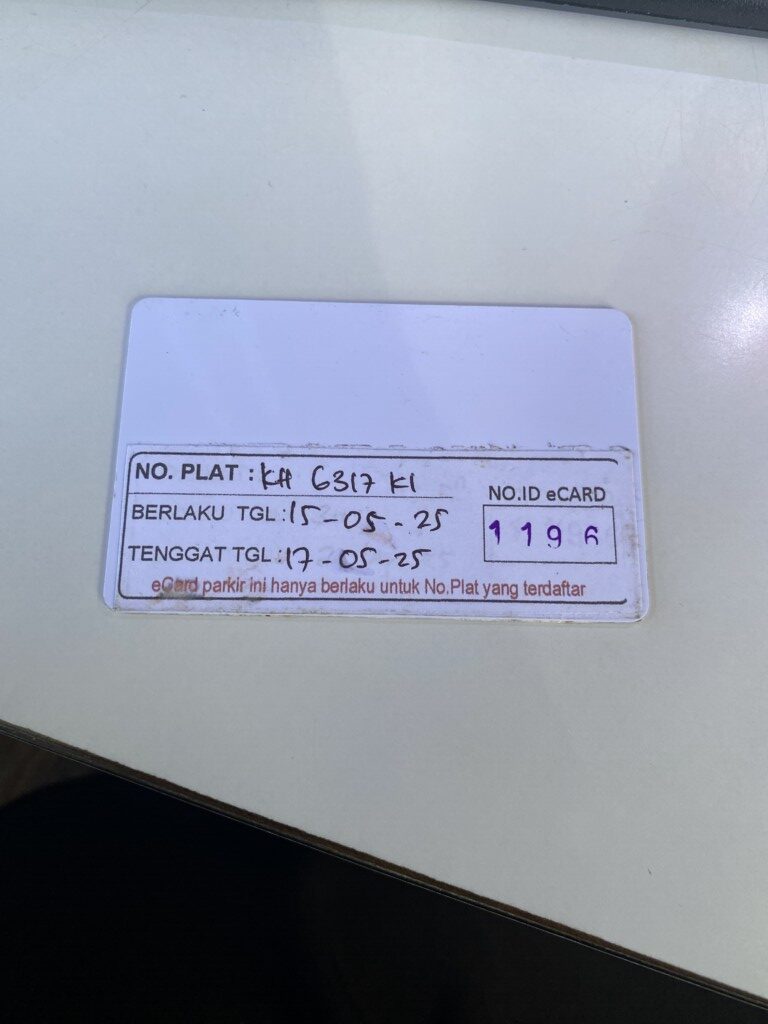 NO. PLAT : KH 6317 KI
NO.ID eCARD
BERLAKU TGL : 15-05-25
1196
TENGGAT TGL : 17-05-25
eCard parkir ini hanya berlaku untuk No.Plat yang terdaftar